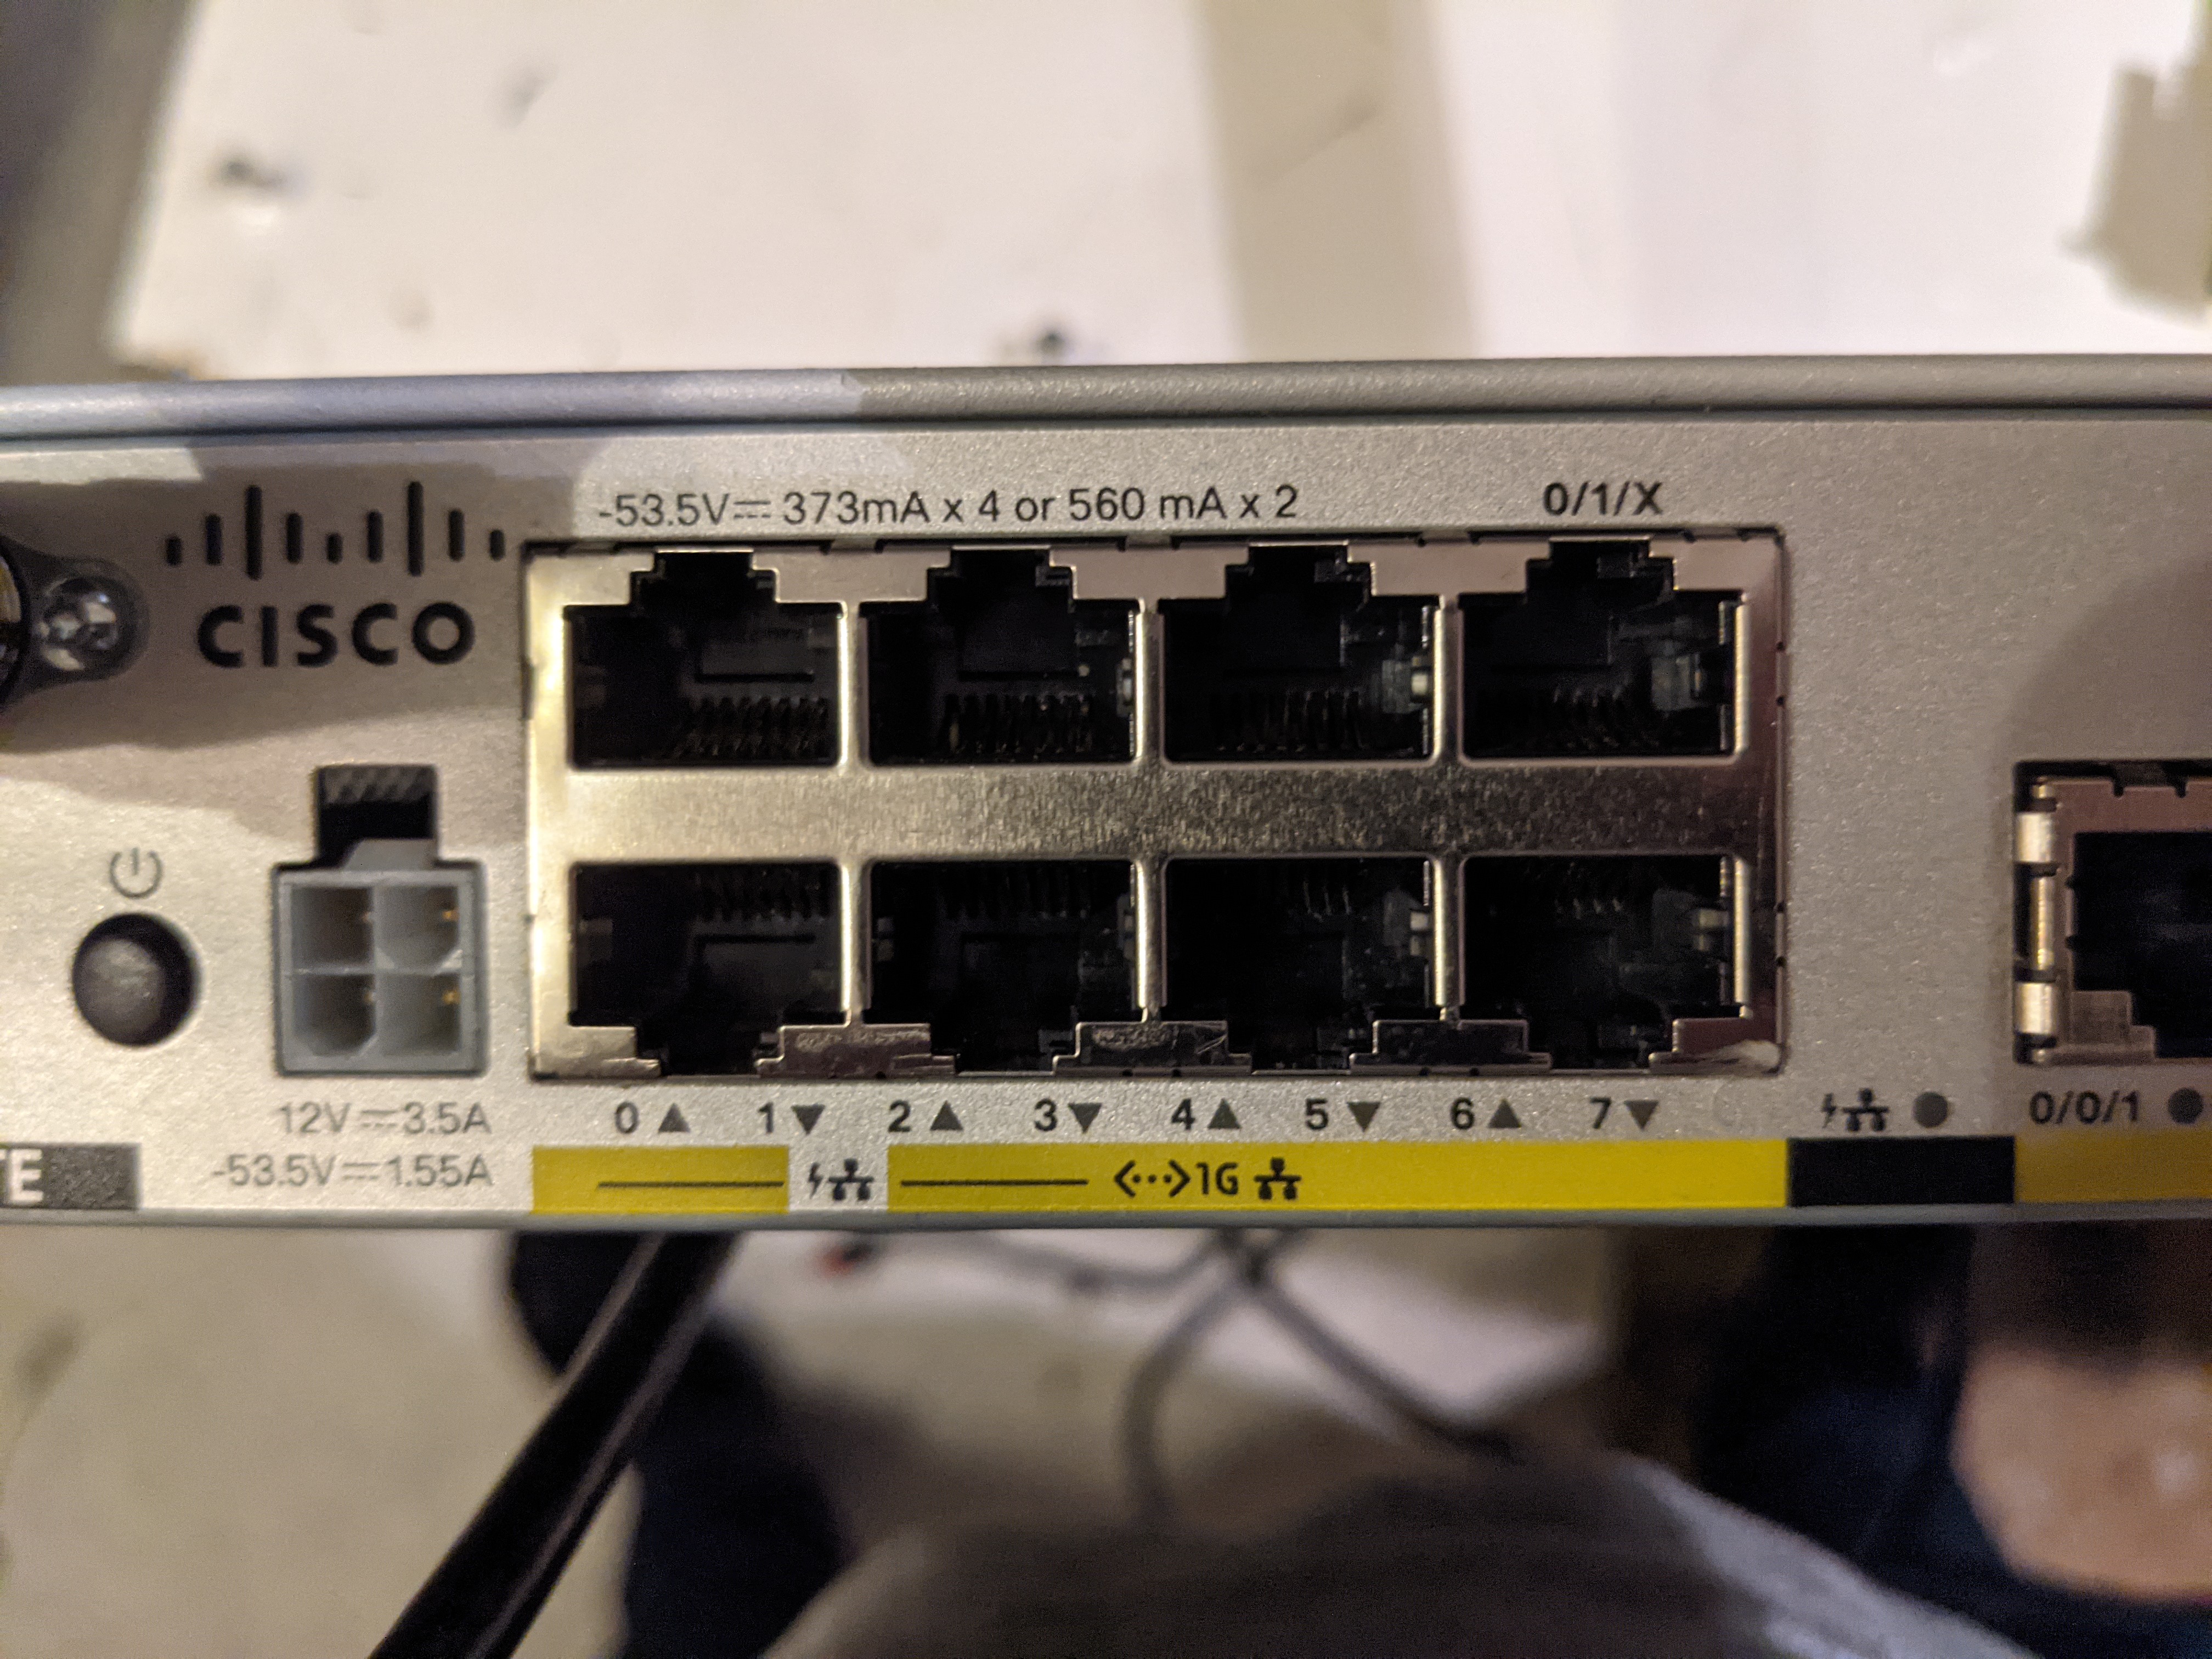 -53.5V⎓373mA x 4 or 560 mA x 2
0/1/X
CISCO
12V⎓3.5A
-53.5V⎓1.55A
0▲ 1▼ 2▲ 3▼ 4▲ 5▼ 6▲ 7▼
0/0/1
TE
1G